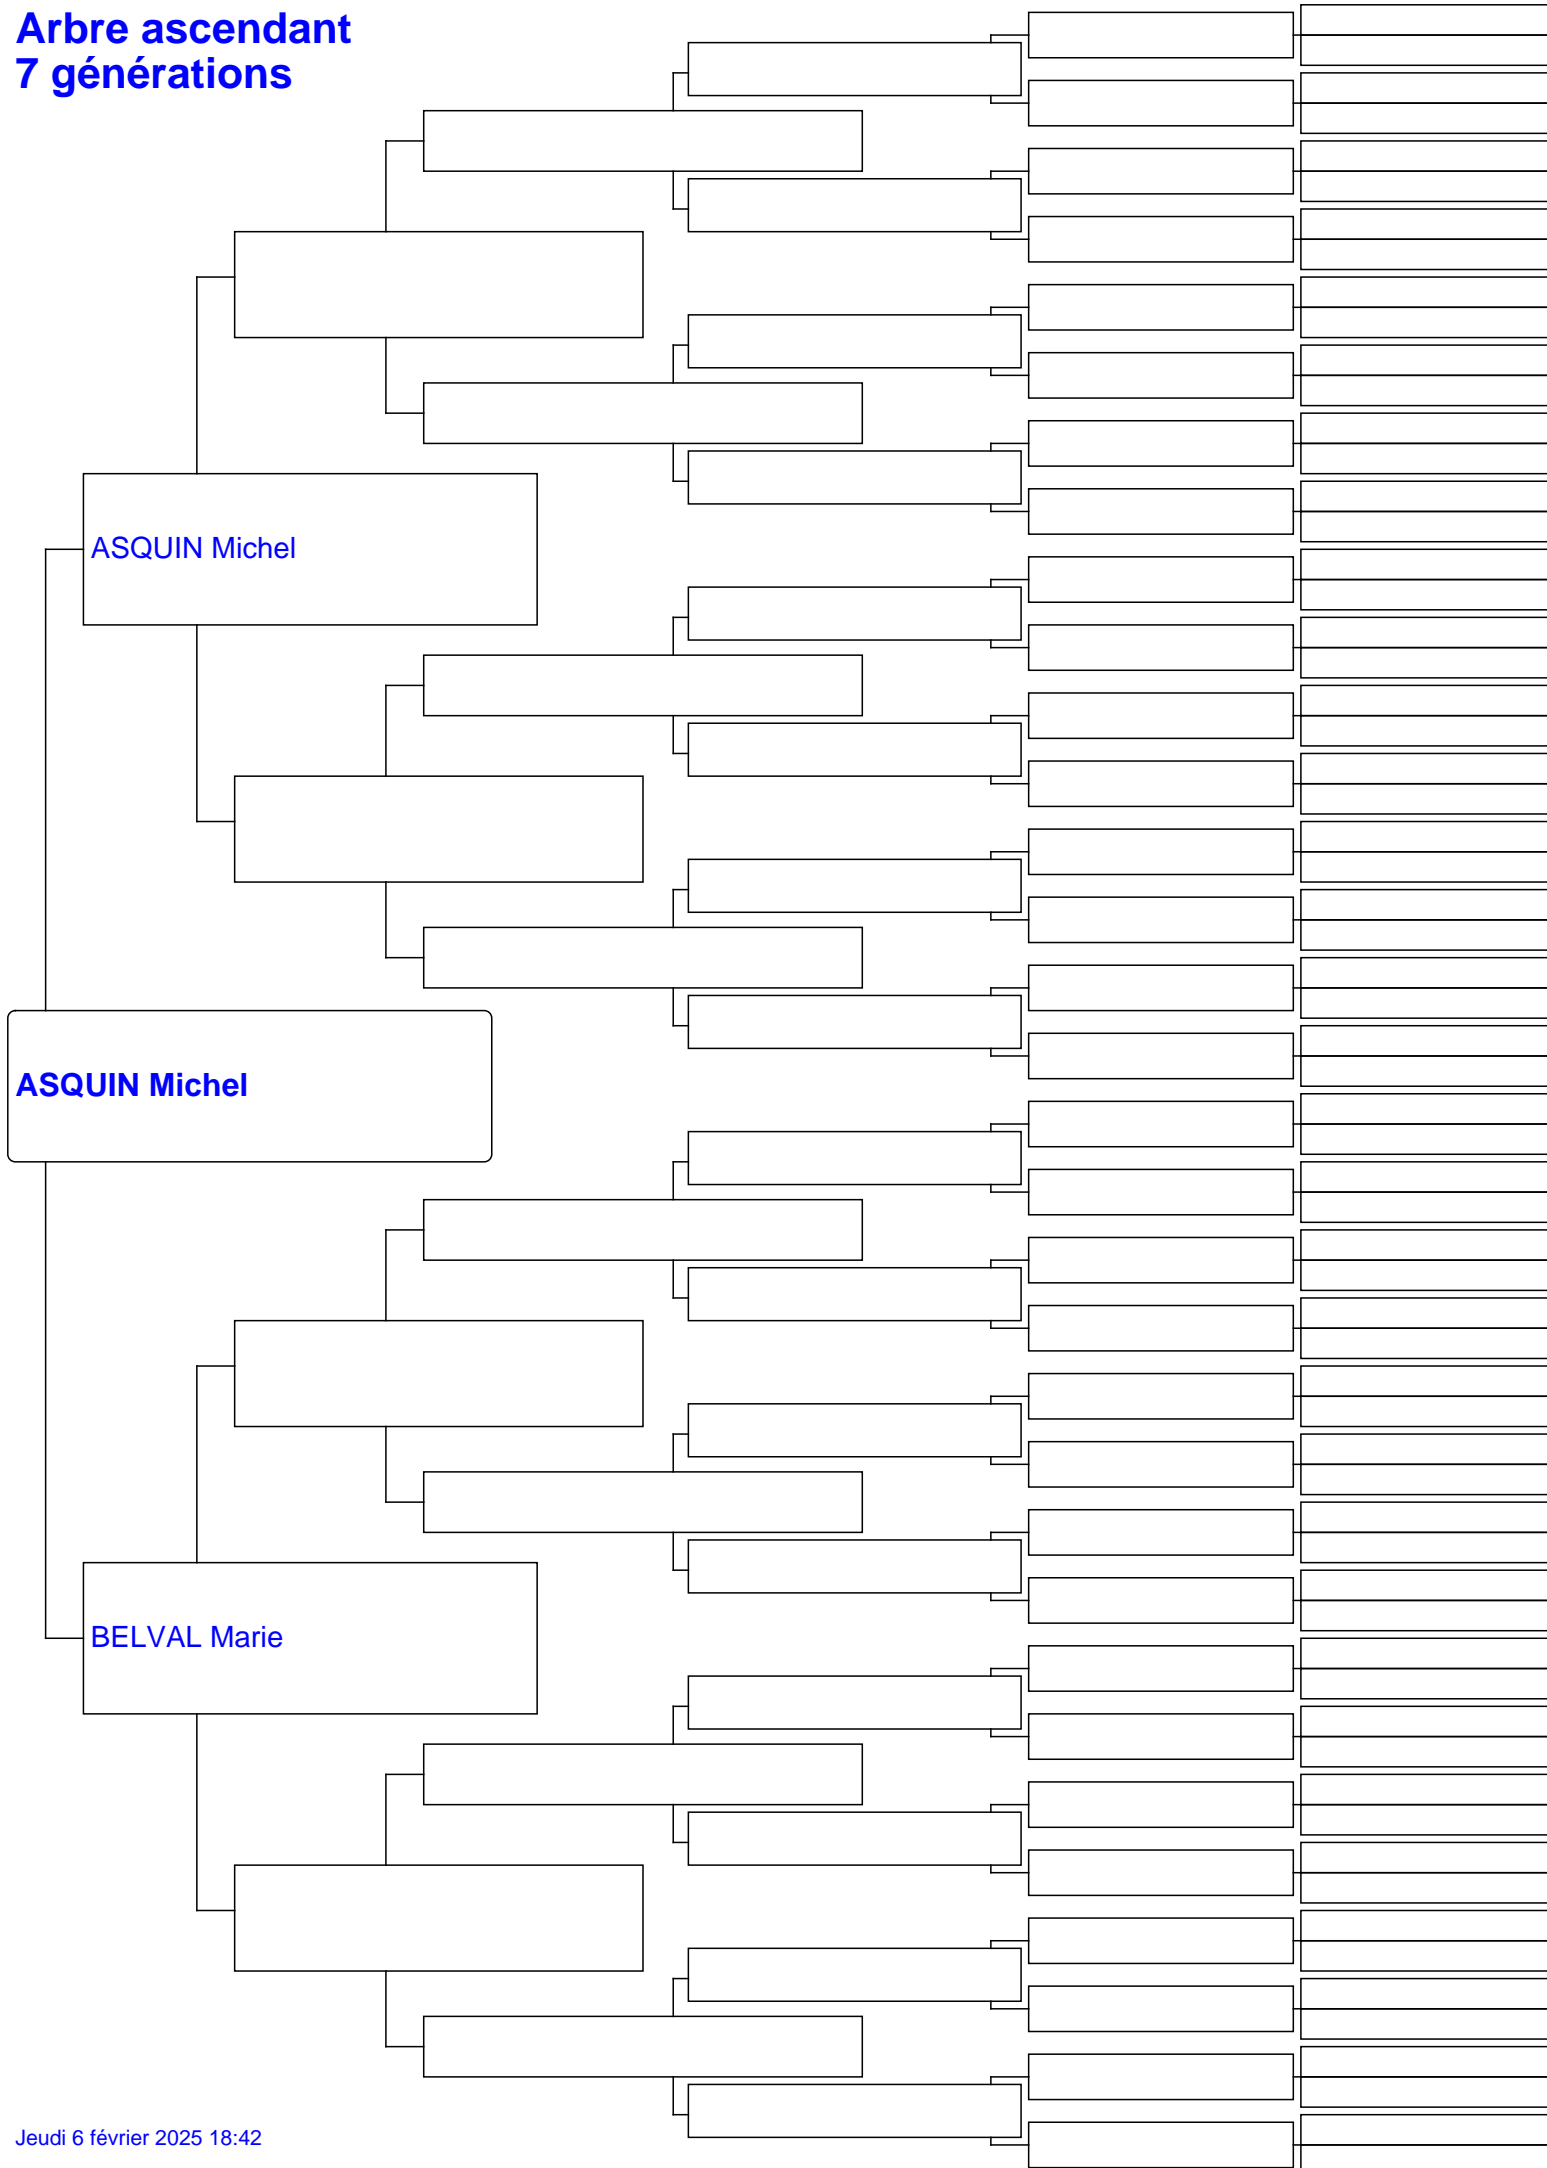 Arbre ascendant
7 générations
ASQUIN Michel
ASQUIN Michel
BELVAL Marie
Jeudi 6 février 2025 18:42